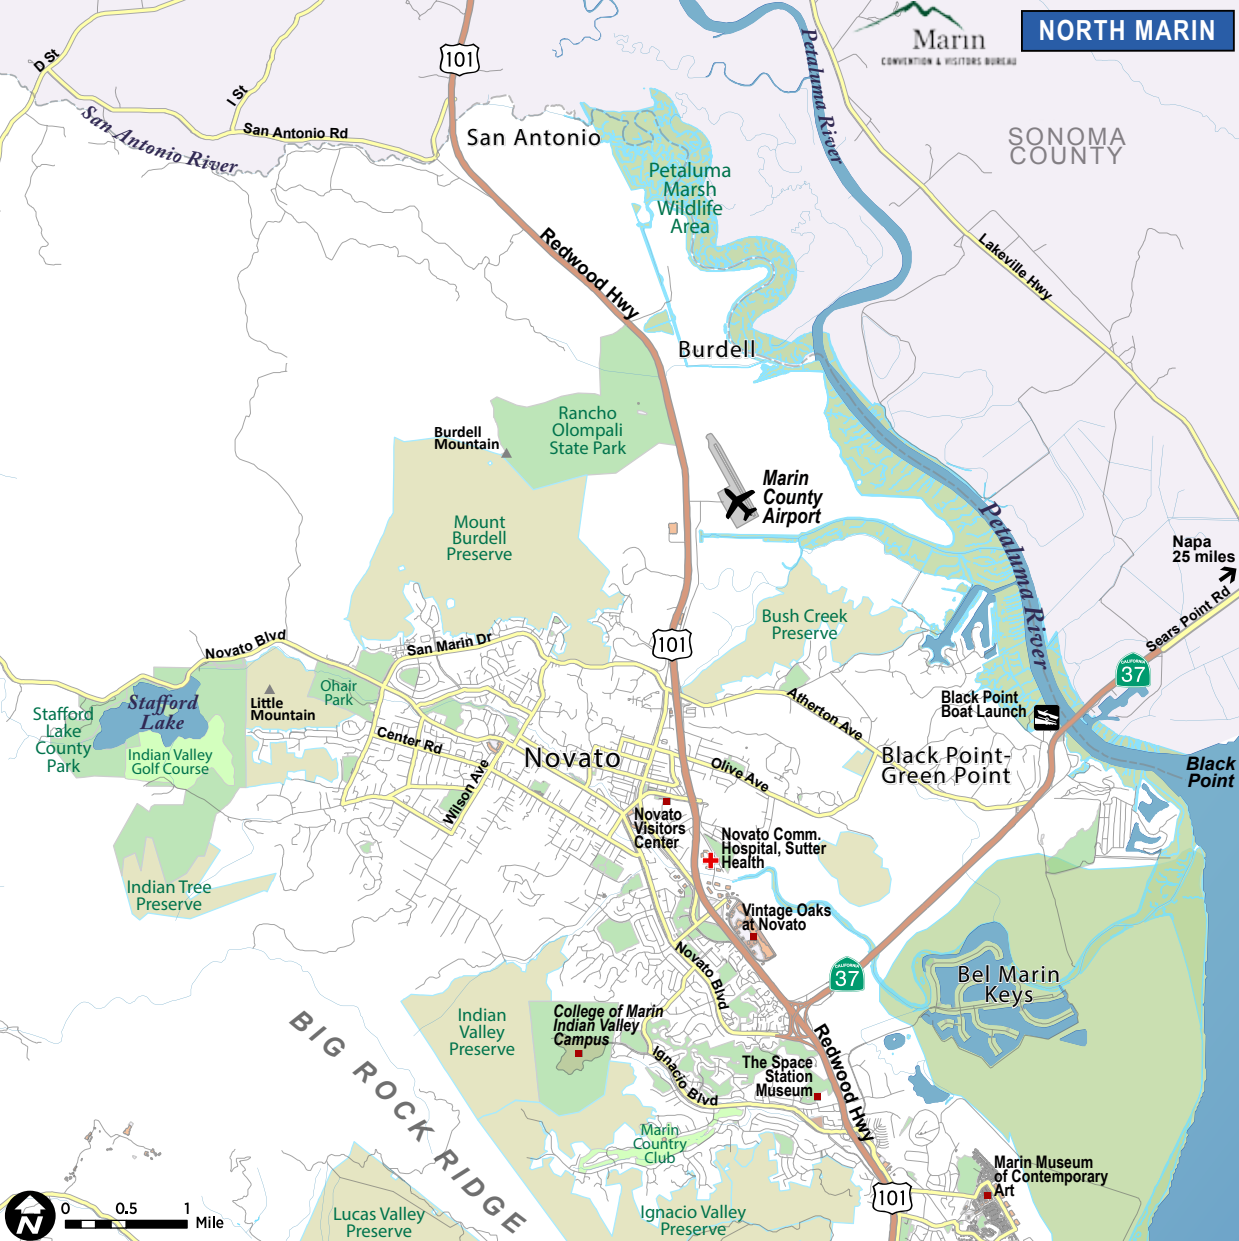 Marin
CONVENTION & VISITORS BUREAU
NORTH MARIN
101
D St
I St
San Antonio Rd
San Antonio River
San Antonio
Petaluma River
SONOMA
COUNTY
Petaluma
Marsh
Wildlife
Area
Redwood Hwy
Lakeville Hwy
Burdell
Rancho
Olompali
State Park
Burdell
Mountain
Marin
County
Airport
Mount
Burdell
Preserve
Petaluma River
Napa
25 miles
Sears Point Rd
Bush Creek
Preserve
101
CALIFORNIA
37
Novato Blvd
San Marin Dr
Ohair
Park
Little
Mountain
Stafford
Lake
Stafford
Lake
County
Park
Indian Valley
Golf Course
Center Rd
Wilson Ave
Novato
Atherton Ave
Olive Ave
Black Point
Boat Launch
Black Point-
Green Point
Black
Point
Novato
Visitors
Center
Novato Comm.
Hospital, Sutter
Health
Indian Tree
Preserve
Vintage Oaks
at Novato
Novato Blvd
CALIFORNIA
37
Bel Marin
Keys
Indian
Valley
Preserve
College of Marin
Indian Valley
Campus
BIG ROCK RIDGE
Ignacio Blvd
The Space
Station
Museum
Redwood Hwy
Marin
Country
Club
Marin Museum
of Contemporary
Art
101
Lucas Valley
Preserve
Ignacio Valley
Preserve
N
0 0.5 1
Mile